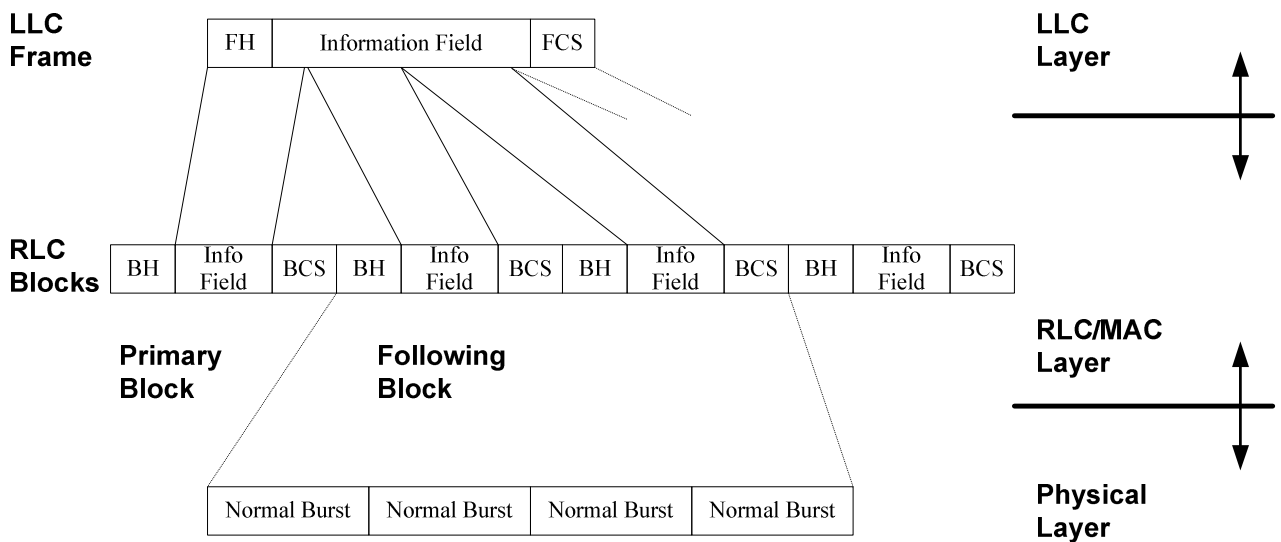 LLC
Frame
FH
Information Field
FCS
LLC
Layer
RLC
Blocks
BH
Info
Field
BCS
BH
Info
Field
BCS
BH
Info
Field
BCS
BH
Info
Field
BCS
Primary
Block
Following
Block
RLC/MAC
Layer
Normal Burst
Normal Burst
Normal Burst
Normal Burst
Physical
Layer